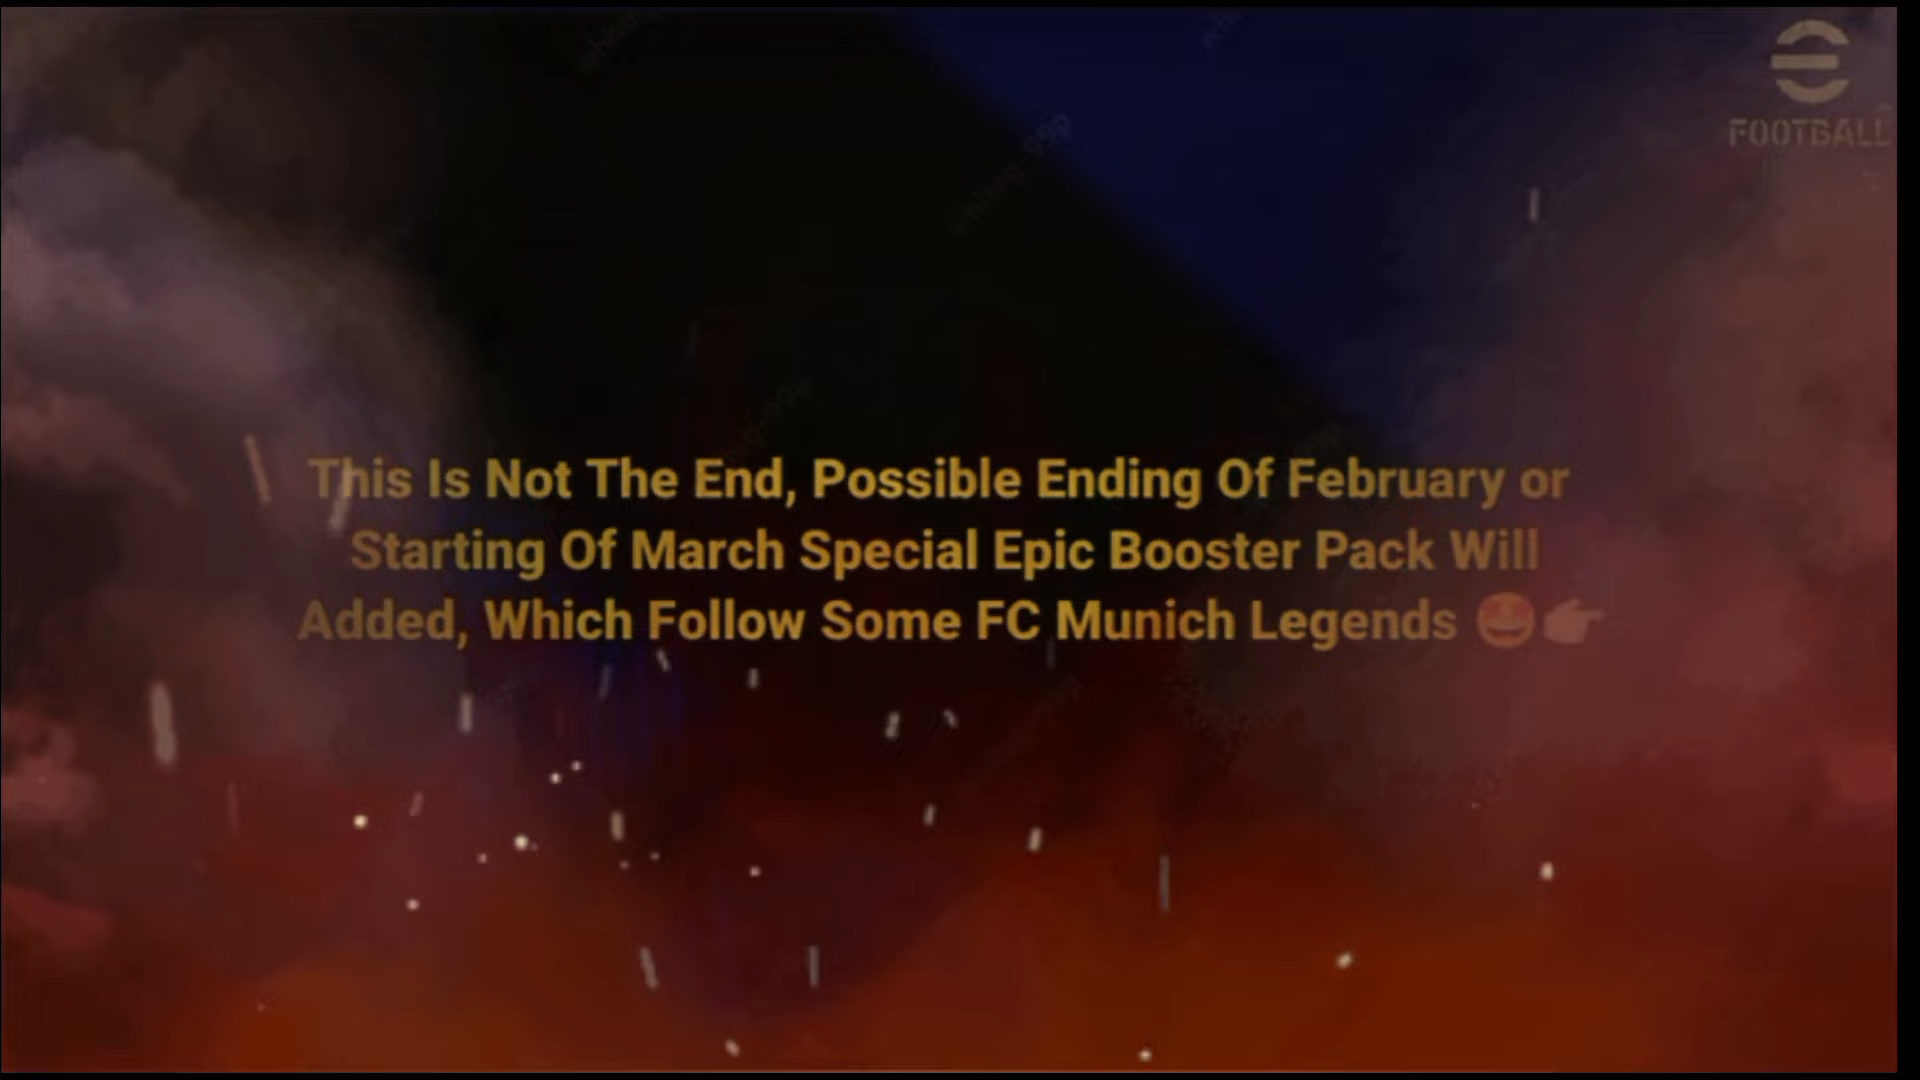 FOOTBALL
This Is Not The End, Possible Ending Of February or
Starting Of March Special Epic Booster Pack Will
Added, Which Follow Some FC Munich Legends 🤩👉